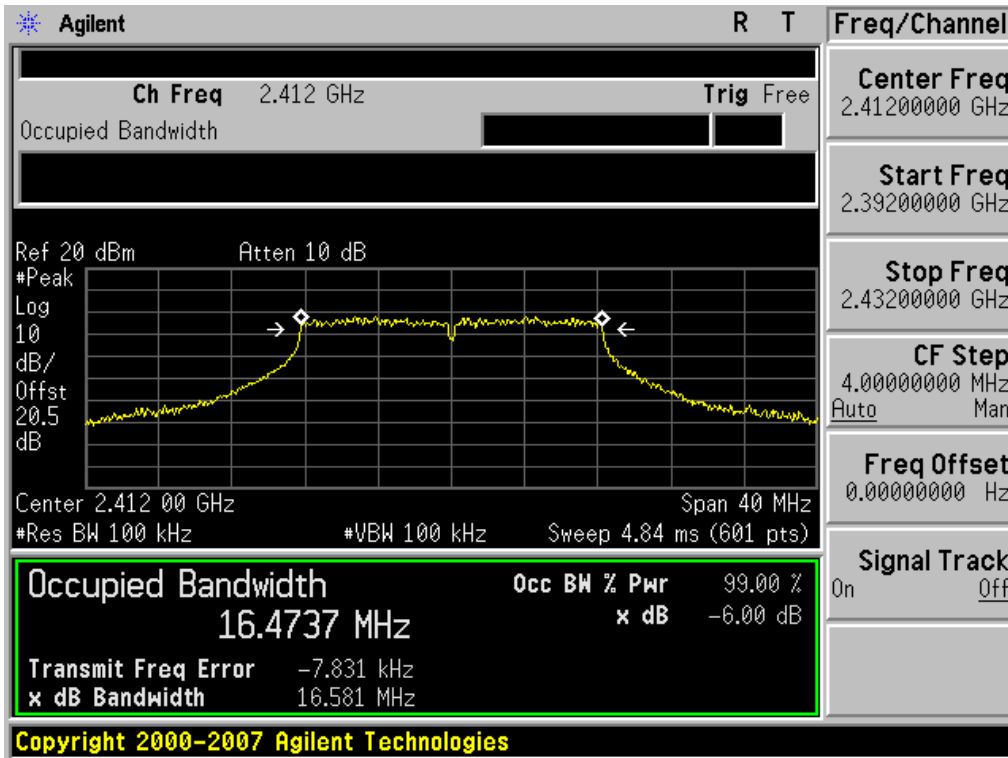 Agilent R T
Freq/Channel
Ch Freq 2.412 GHz Trig Free
Occupied Bandwidth
Center Freq
2.41200000 GHz
Start Freq
2.39200000 GHz
Stop Freq
2.43200000 GHz
CF Step
4.00000000 MHz
Auto Man
Freq Offset
0.00000000 Hz
Signal Track
On Off
Ref 20 dBm Atten 10 dB
#Peak
Log
10
dB/
Offst
20.5
dB
Center 2.412 00 GHz Span 40 MHz
#Res BW 100 kHz #VBW 100 kHz Sweep 4.84 ms (601 pts)
Occupied Bandwidth
16.4737 MHz
Occ BW % Pwr 99.00 %
x dB -6.00 dB
Transmit Freq Error -7.831 kHz
x dB Bandwidth 16.581 MHz
Copyright 2000-2007 Agilent Technologies